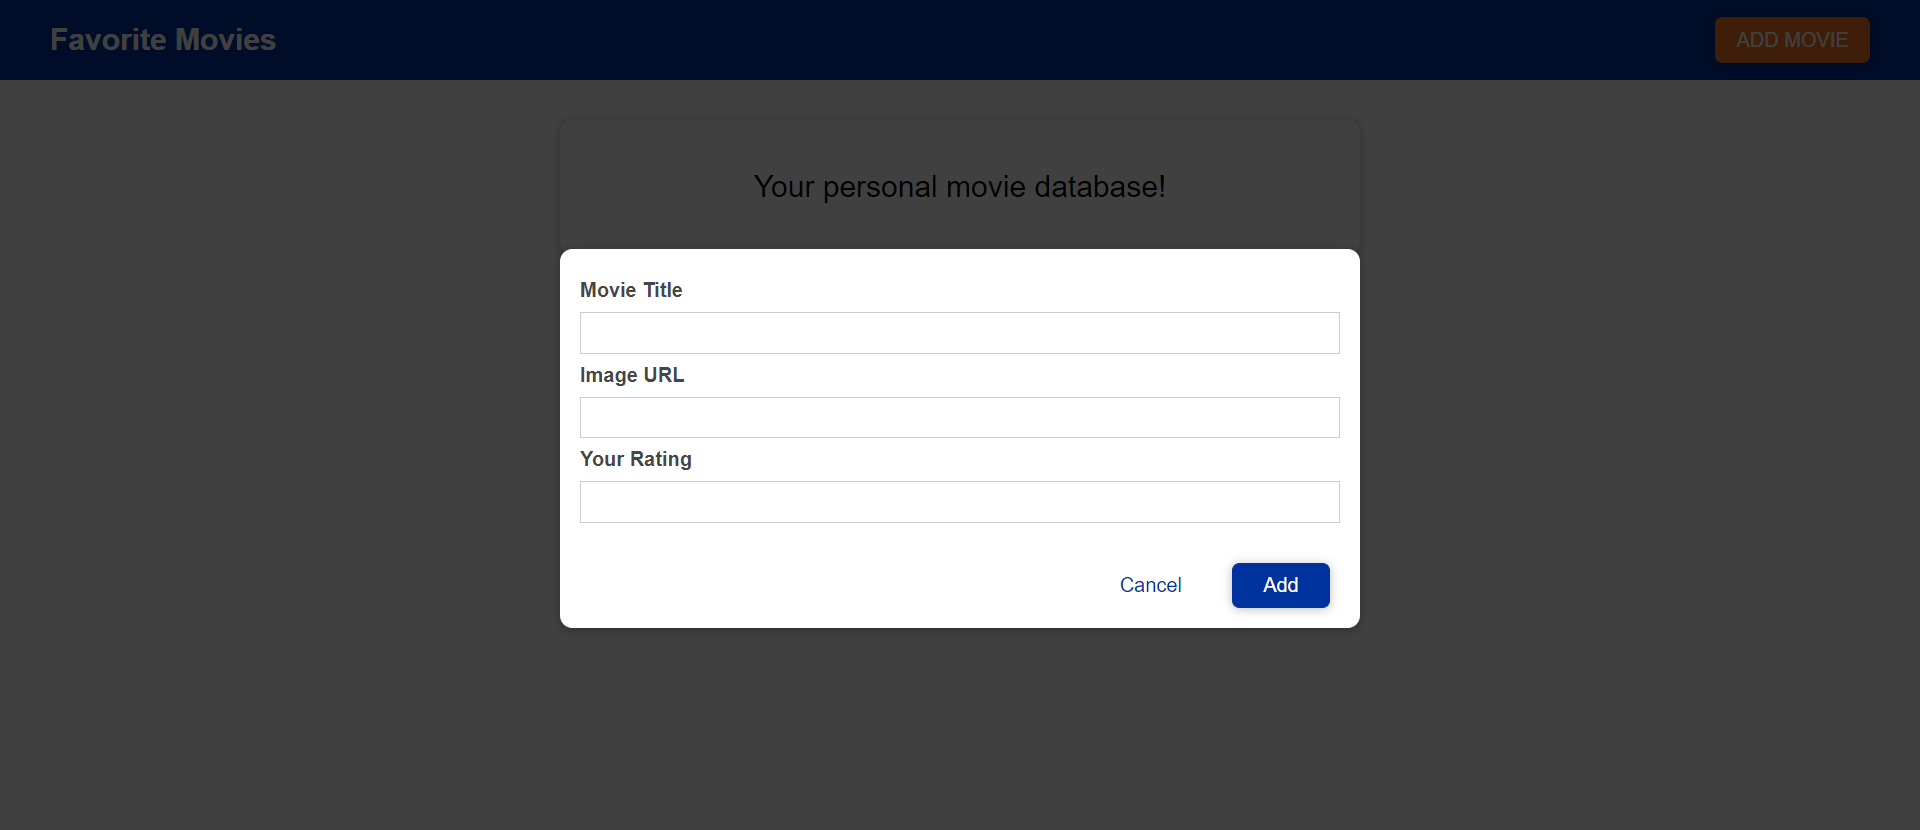 Favorite Movies
ADD MOVIE
Your personal movie database!
Movie Title
Image URL
Your Rating
Cancel
Add